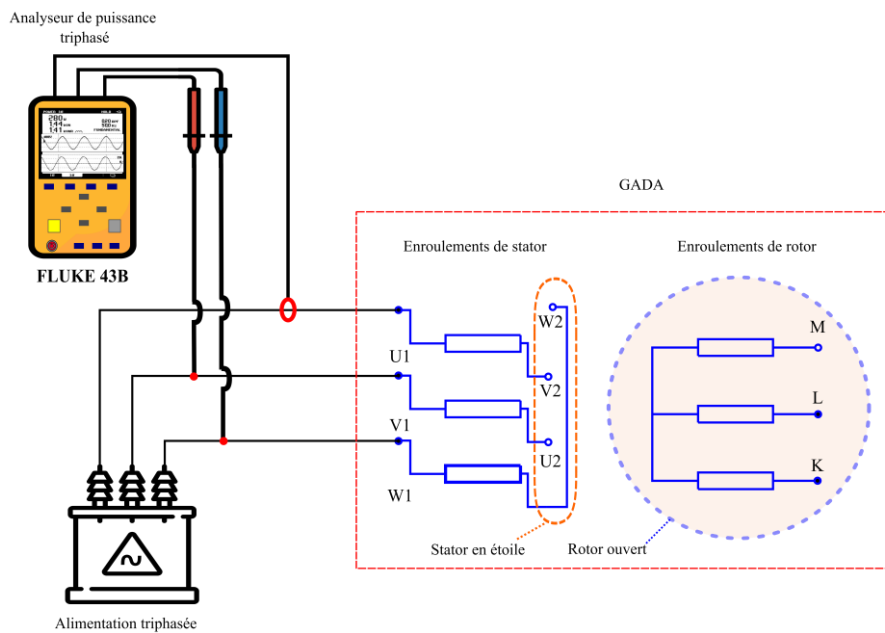 Analyseur de puissance
triphasé
FLUKE 43B
GADA
Enroulements de stator
Enroulements de rotor
W2
M
U1
V2
L
V1
U2
K
W1
Stator en étoile
Rotor ouvert
Alimentation triphasée